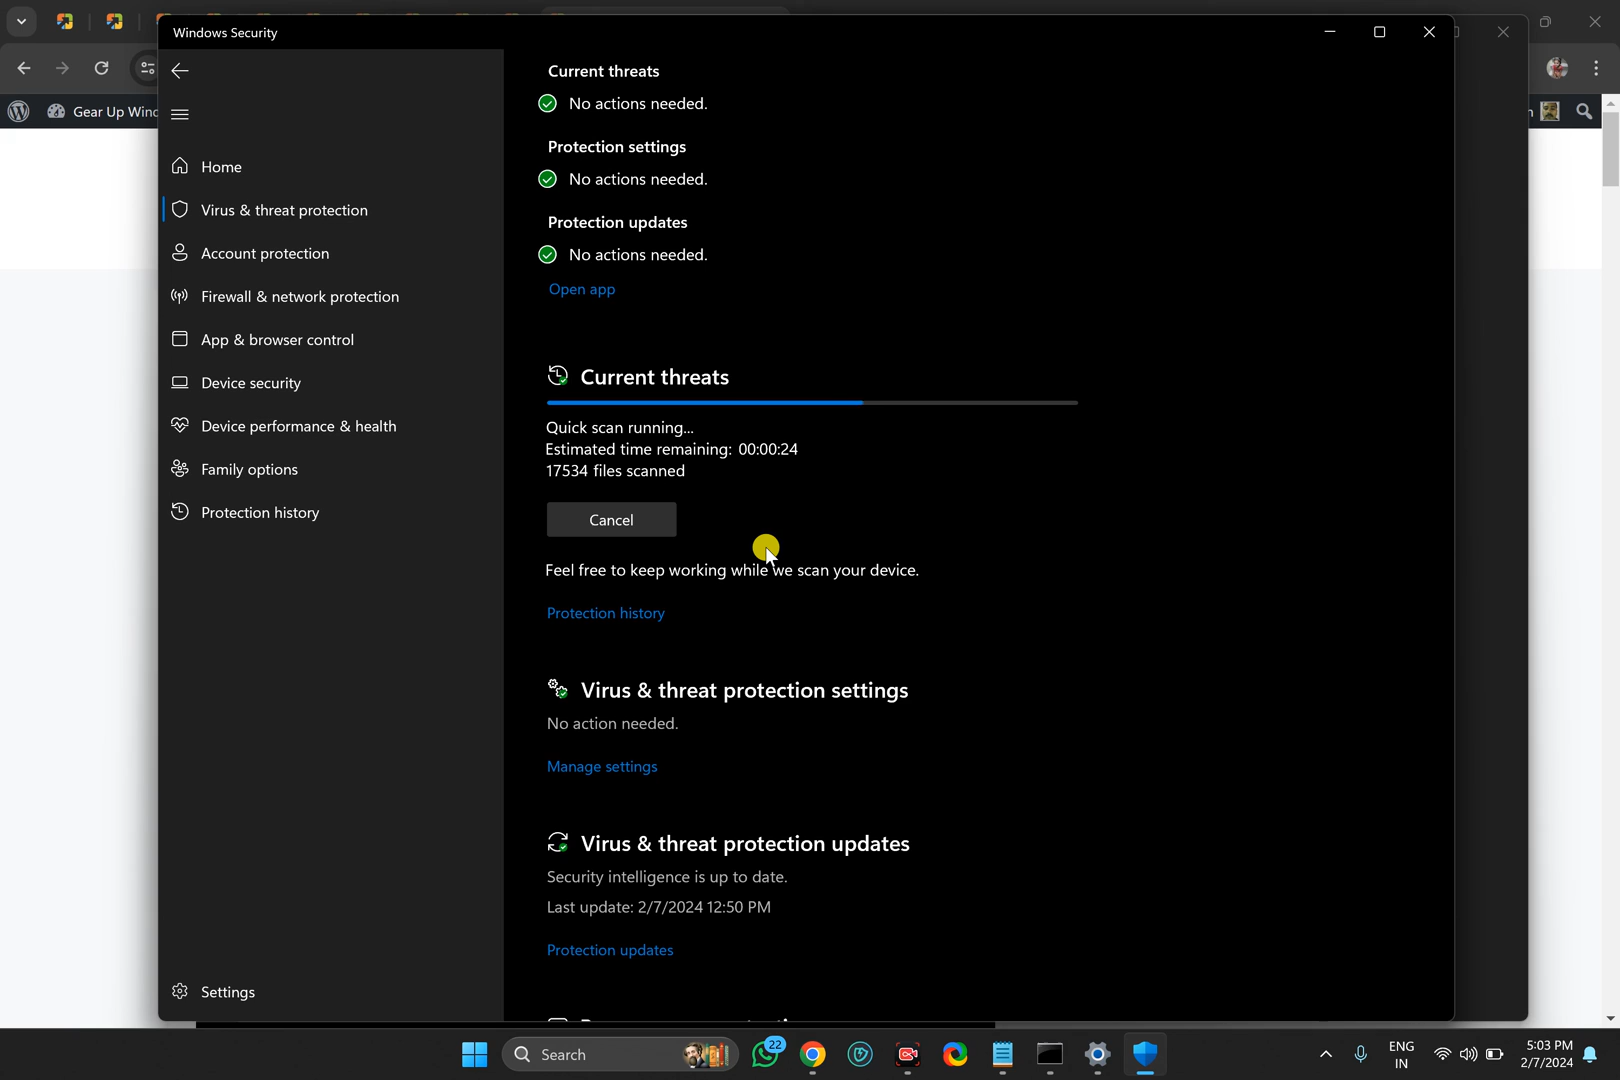 Windows Security
Gear Up Wind
Home
Virus & threat protection
Account protection
Firewall & network protection
App & browser control
Device security
Device performance & health
Family options
Protection history
Settings
Current threats
No actions needed.
Protection settings
No actions needed.
Protection updates
No actions needed.
Open app
Current threats
Quick scan running...
Estimated time remaining: 00:00:24
17534 files scanned
Cancel
Feel free to keep working while we scan your device.
Protection history
Virus & threat protection settings
No action needed.
Manage settings
Virus & threat protection updates
Security intelligence is up to date.
Last update: 2/7/2024 12:50 PM
Protection updates
Search
22
ENG
IN
5:03 PM
2/7/2024